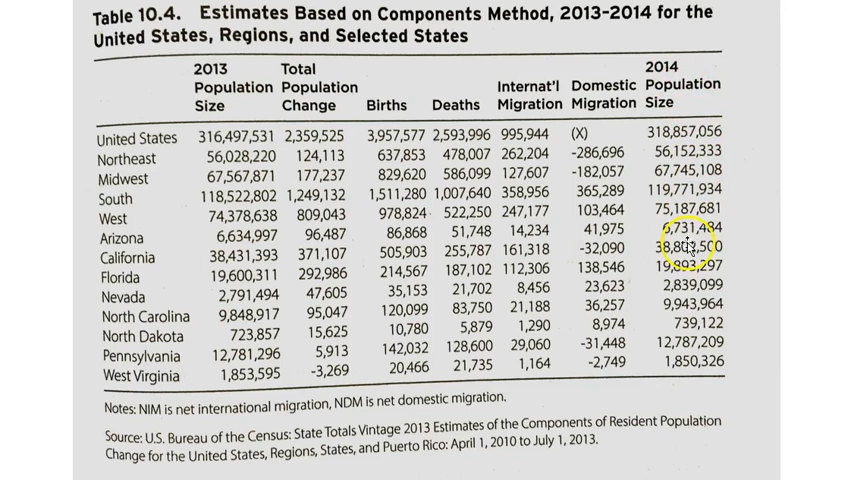 Table 10.4. Estimates Based on Components Method, 2013-2014 for the
United States, Regions, and Selected States
2013 Total 2014
Population Population Internat'l Domestic Population
Size Change Births Deaths Migration Migration Size
United States 316,497,531 2,359,525 3,957,577 2,593,996 995,944 (X) 318,857,056
Northeast 56,028,220 124,113 637,853 478,007 262,204 -286,696 56,152,333
Midwest 67,567,871 177,237 829,620 586,099 127,607 -182,057 67,745,108
South 118,522,802 1,249,132 1,511,280 1,007,640 358,956 365,289 119,771,934
West 74,378,638 809,043 978,824 522,250 247,177 103,464 75,187,681
Arizona 6,634,997 96,487 86,868 51,748 14,234 41,975 6,731,484
California 38,431,393 371,107 505,903 255,787 161,318 -32,090
Florida 19,600,311 292,986 214,567 187,102 112,306 138,546 19,893,297
Nevada 2,791,494 47,605 35,153 21,702 8,456 23,623 2,839,099
North Carolina 9,848,917 95,047 120,099 83,750 21,188 36,257 9,943,964
North Dakota 723,857 15,625 10,780 5,879 1,290 8,974 739,122
Pennsylvania 12,781,296 5,913 142,032 128,600 29,060 -31,448 12,787,209
West Virginia 1,853,595 -3,269 20,466 21,735 1,164 -2,749 1,850,326
Notes: NIM is net international migration, NDM is net domestic migration.
Source: U.S. Bureau of the Census: State Totals Vintage 2013 Estimates of the Components of Resident Population
Change for the United States, Regions, States, and Puerto Rico: April 1, 2010 to July 1, 2013.